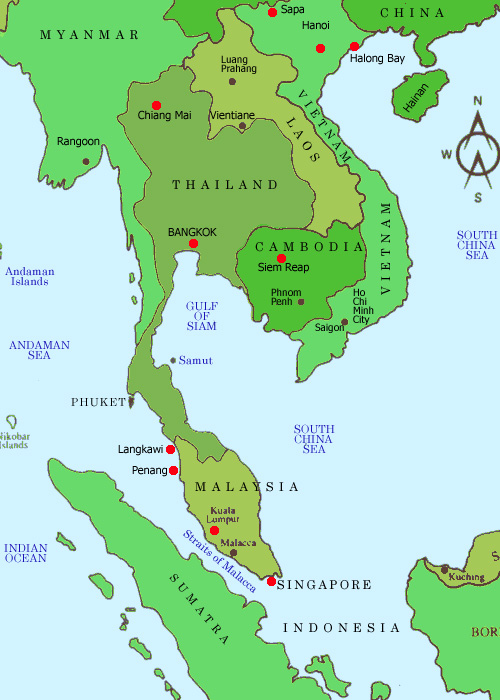 Sapa
CHINA
Hanoi
MYANMAR
Halong Bay
Luang
Prahang
Hainan
N
Chiang Mai
Vientiane
VIETNAM
LAOS
Rangoon
W
E
S
THAILAND
BANGKOK
CAMBODIA
VIETNAM
SOUTH
CHINA
SEA
Siem Reap
Andaman
Islands
Phnom
Penh
Ho
Chi
Minh
City
Saigon
GULF
OF
SIAM
ANDAMAN
SEA
Samut
PHUKET
SOUTH
CHINA
SEA
Nikobar
Islands
Langkawi
Penang
MALAYSIA
Kuala
Lumpur
Malacca
Straits of Malacca
INDIAN
OCEAN
S
Kuching
SINGAPORE
SUMATRA
INDONESIA
BOR